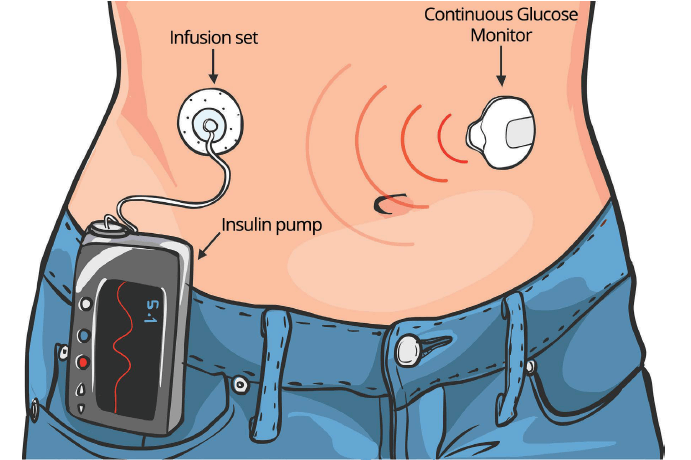 Continuous Glucose
Monitor
Infusion set
Insulin pump
5.1